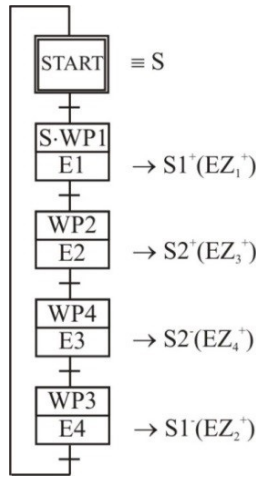 START ≡ S
S·WP1
E1 → S1⁺(EZ₁⁺)
WP2
E2 → S2⁺(EZ₃⁺)
WP4
E3 → S2⁻(EZ₄⁺)
WP3
E4 → S1⁻(EZ₂⁺)